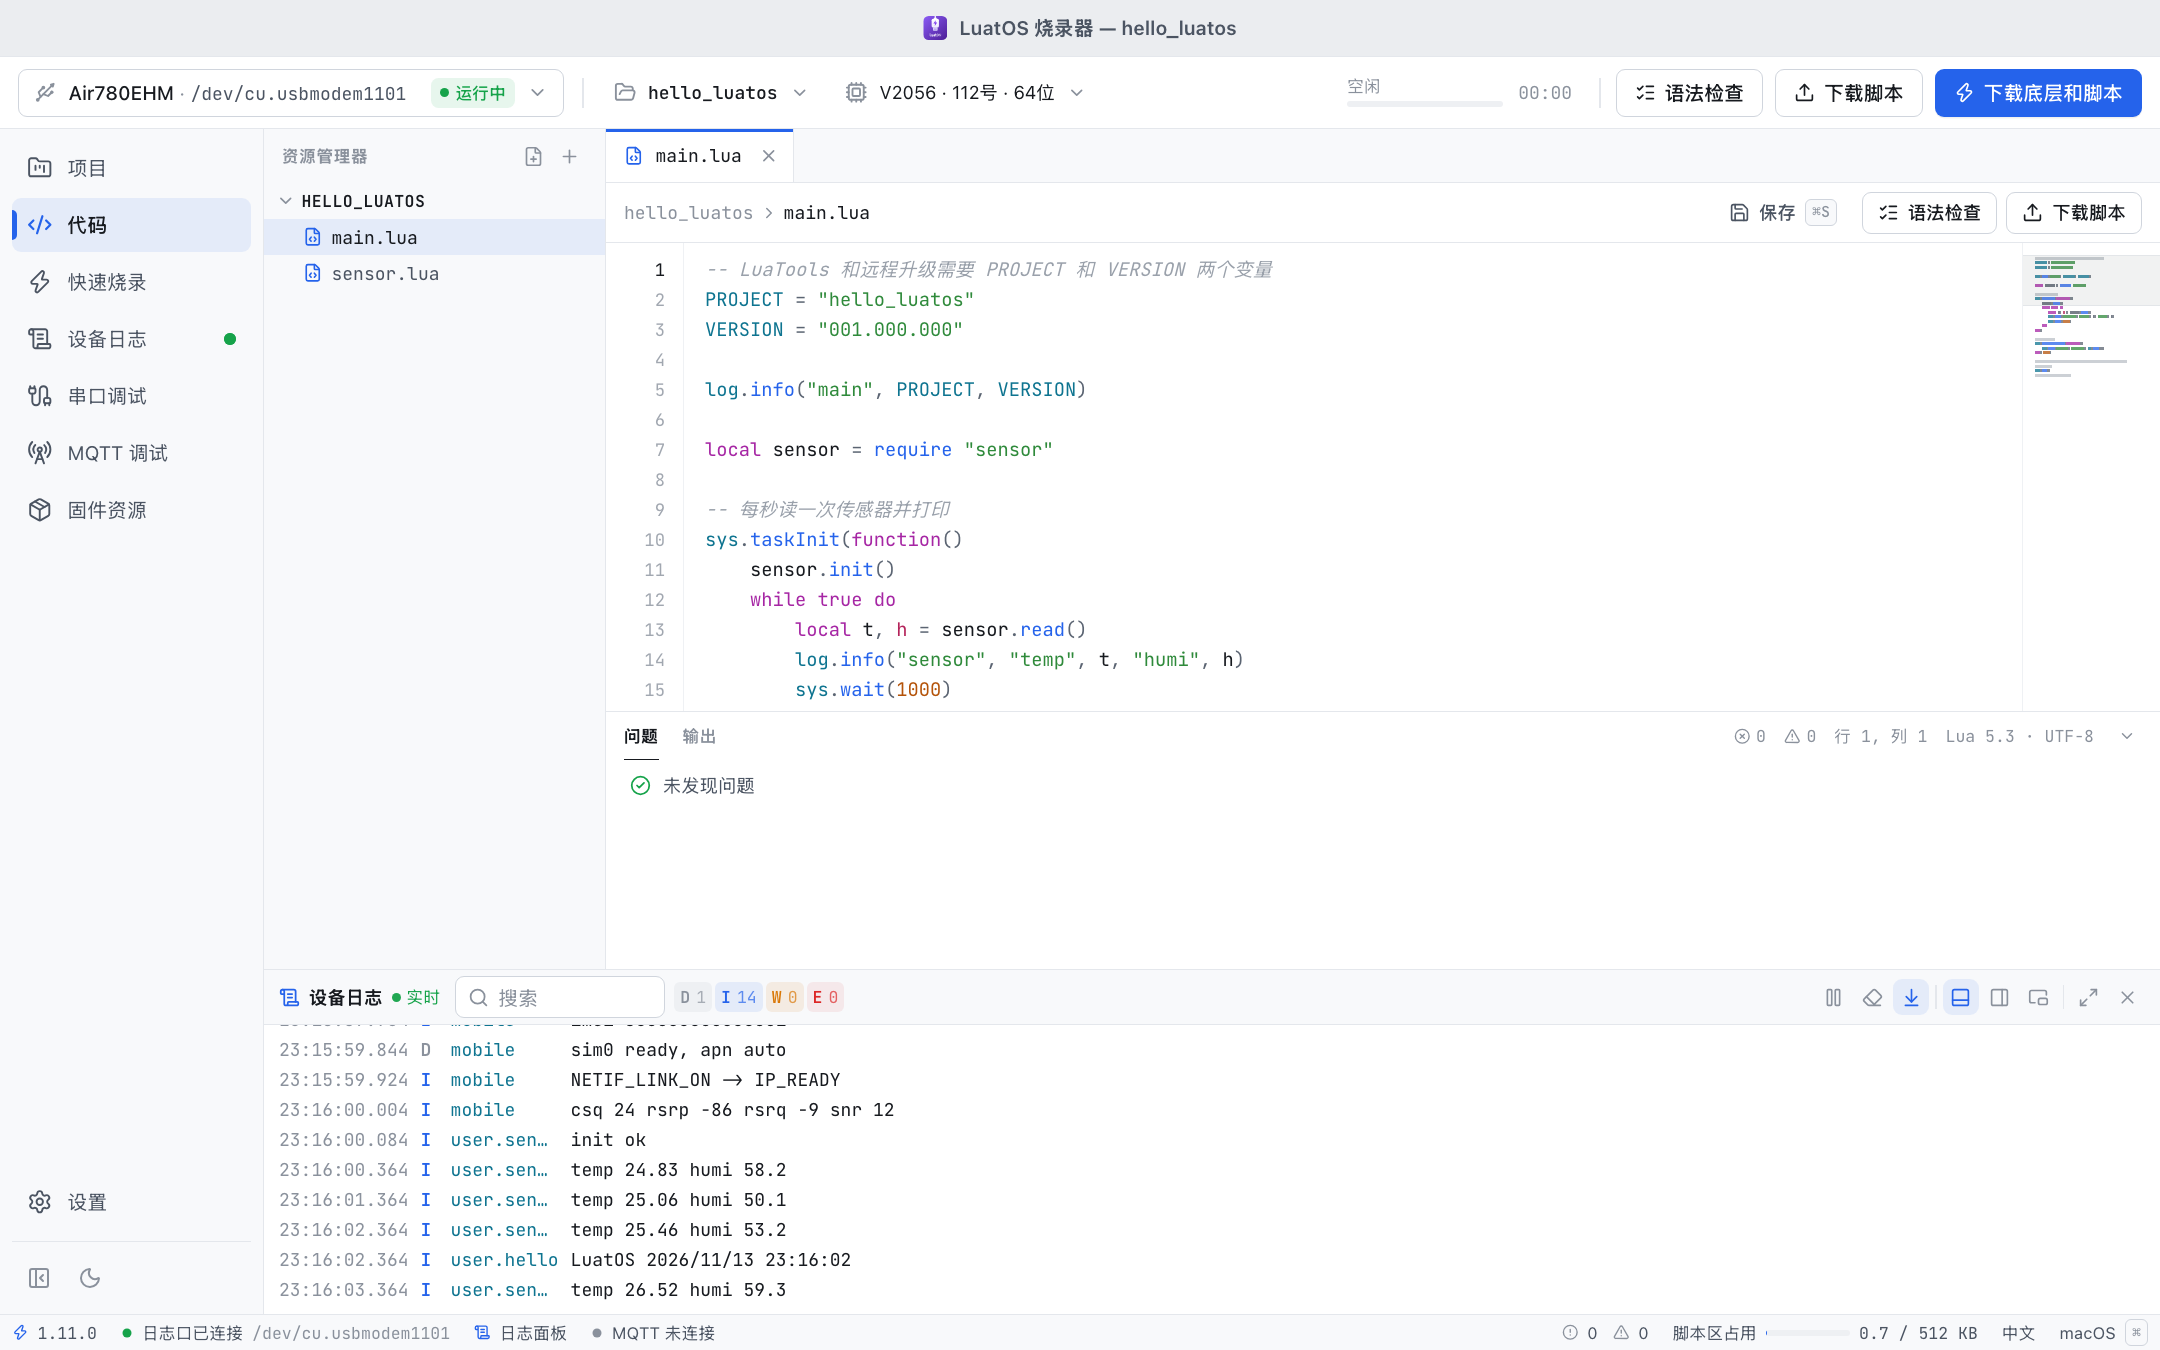 LuatOS 烧录器 — hello_luatos
Air780EHM · /dev/cu.usbmodem1101 运行中
hello_luatos
V2056 · 112号 · 64位
空闲
00:00
语法检查
下载脚本
下载底层和脚本
项目
代码
快速烧录
设备日志
串口调试
MQTT 调试
固件资源
设置
资源管理器
HELLO_LUATOS
main.lua
sensor.lua
main.lua
hello_luatos > main.lua
保存 ⌘S
语法检查
下载脚本
1 -- LuaTools 和远程升级需要 PROJECT 和 VERSION 两个变量
2 PROJECT = "hello_luatos"
3 VERSION = "001.000.000"
4
5 log.info("main", PROJECT, VERSION)
6
7 local sensor = require "sensor"
8
9 -- 每秒读一次传感器并打印
10 sys.taskInit(function()
11 sensor.init()
12 while true do
13 local t, h = sensor.read()
14 log.info("sensor", "temp", t, "humi", h)
15 sys.wait(1000)
问题 输出
0 0 行 1, 列 1 Lua 5.3 · UTF-8
未发现问题
设备日志 实时 搜索 D 1 I 14 W 0 E 0
23:15:59.844 D mobile sim0 ready, apn auto
23:15:59.924 I mobile NETIF_LINK_ON -> IP_READY
23:16:00.004 I mobile csq 24 rsrp -86 rsrq -9 snr 12
23:16:00.084 I user.sen… init ok
23:16:00.364 I user.sen… temp 24.83 humi 58.2
23:16:01.364 I user.sen… temp 25.06 humi 50.1
23:16:02.364 I user.sen… temp 25.46 humi 53.2
23:16:02.364 I user.hello LuatOS 2026/11/13 23:16:02
23:16:03.364 I user.sen… temp 26.52 humi 59.3
1.11.0 日志口已连接 /dev/cu.usbmodem1101 日志面板 MQTT 未连接
0 0 脚本区占用 0.7 / 512 KB 中文 macOS ⌘